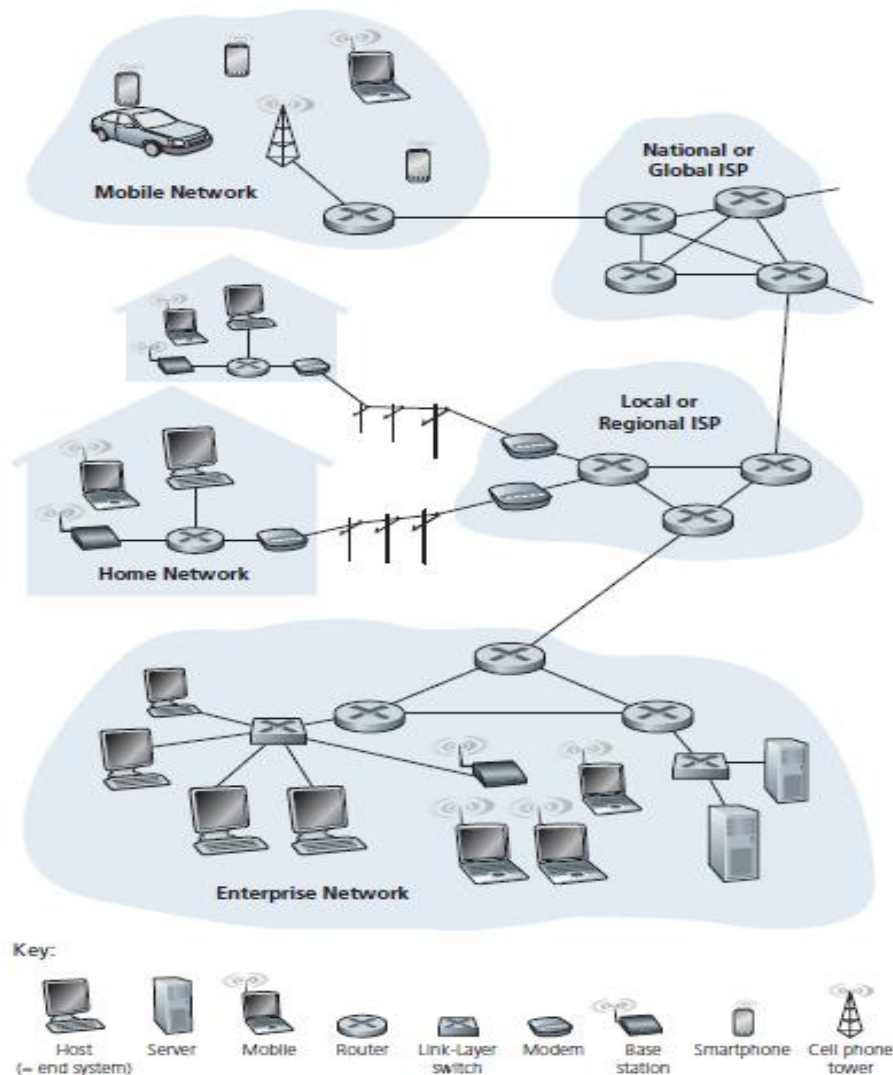 Mobile Network
National or
Global ISP
Local or
Regional ISP
Home Network
Enterprise Network
Key:
Host
(= end system)
Server
Mobile
Router
Link-Layer
switch
Modem
Base
station
Smartphone
Cell phone
tower